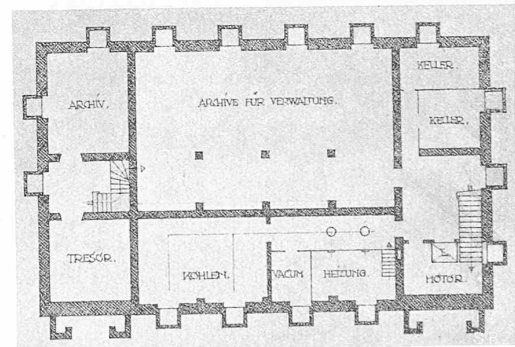 KELLER.
ARCHIV.
ARCHIVE FÜR VERWALTUNG.
KELLER.
TRESOR.
KOHLEN.
VACUM
HEIZUNG.
MOTOR.